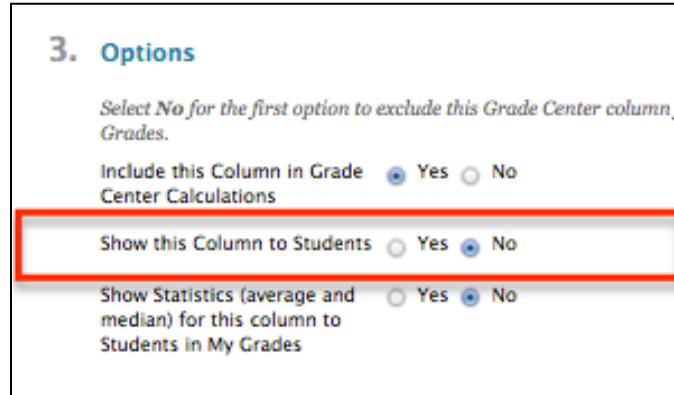 3. Options
Select No for the first option to exclude this Grade Center column
Grades.
Include this Column in Grade Yes No
Center Calculations
Show this Column to Students Yes No
Show Statistics (average and Yes No
median) for this column to
Students in My Grades